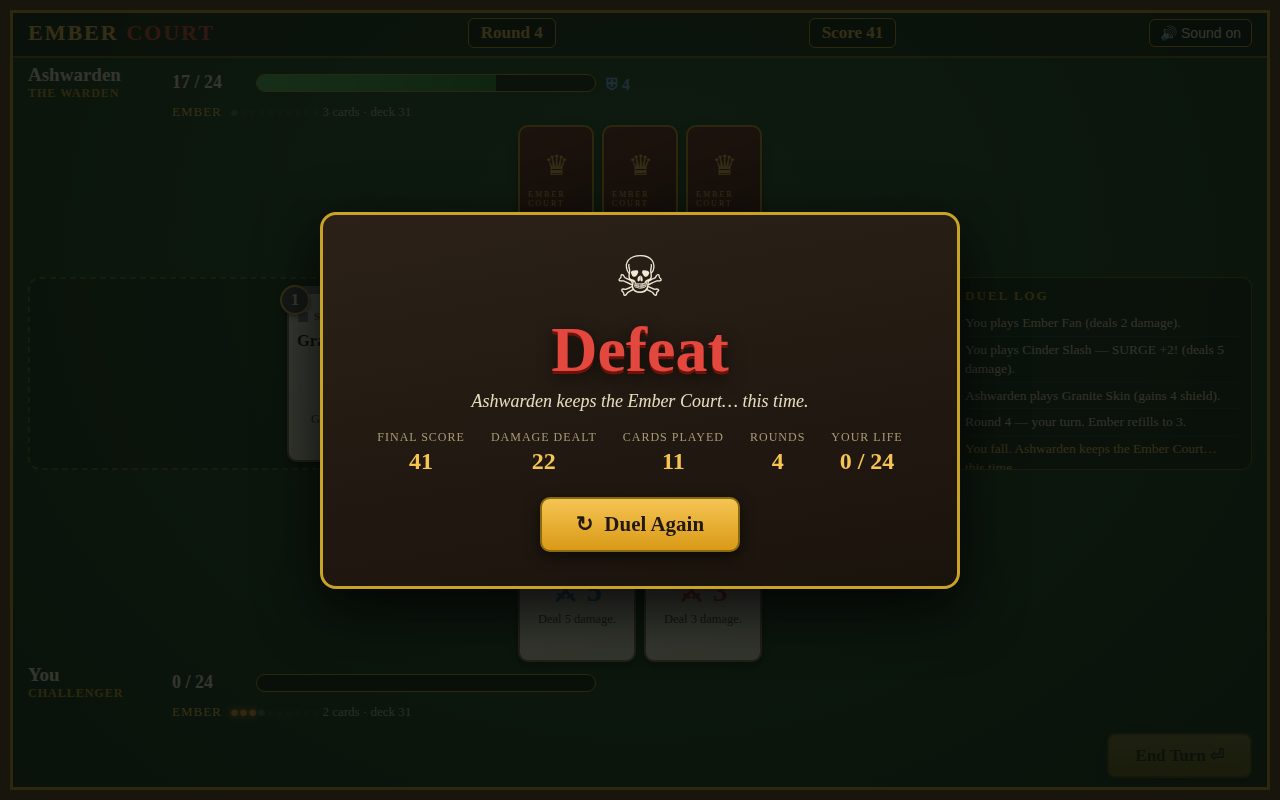 EMBER COURT
Round 4
Score 41
Sound on
Ashwarden
THE WARDEN
17 / 24
4
EMBER
3 cards · deck 31
EMBER COURT
EMBER COURT
EMBER COURT
1
DUEL LOG
You plays Ember Fan (deals 2 damage).
You plays Cinder Slash — SURGE +2! (deals 5
damage).
Ashwarden plays Granite Skin (gains 4 shield).
Round 4 — your turn. Ember refills to 3.
You fall. Ashwarden keeps the Ember Court…
this time.
Defeat
Ashwarden keeps the Ember Court… this time.
FINAL SCORE
41
DAMAGE DEALT
22
CARDS PLAYED
11
ROUNDS
4
YOUR LIFE
0 / 24
↻ Duel Again
Deal 5 damage.
Deal 3 damage.
You
CHALLENGER
0 / 24
EMBER
2 cards · deck 31
End Turn ⏎